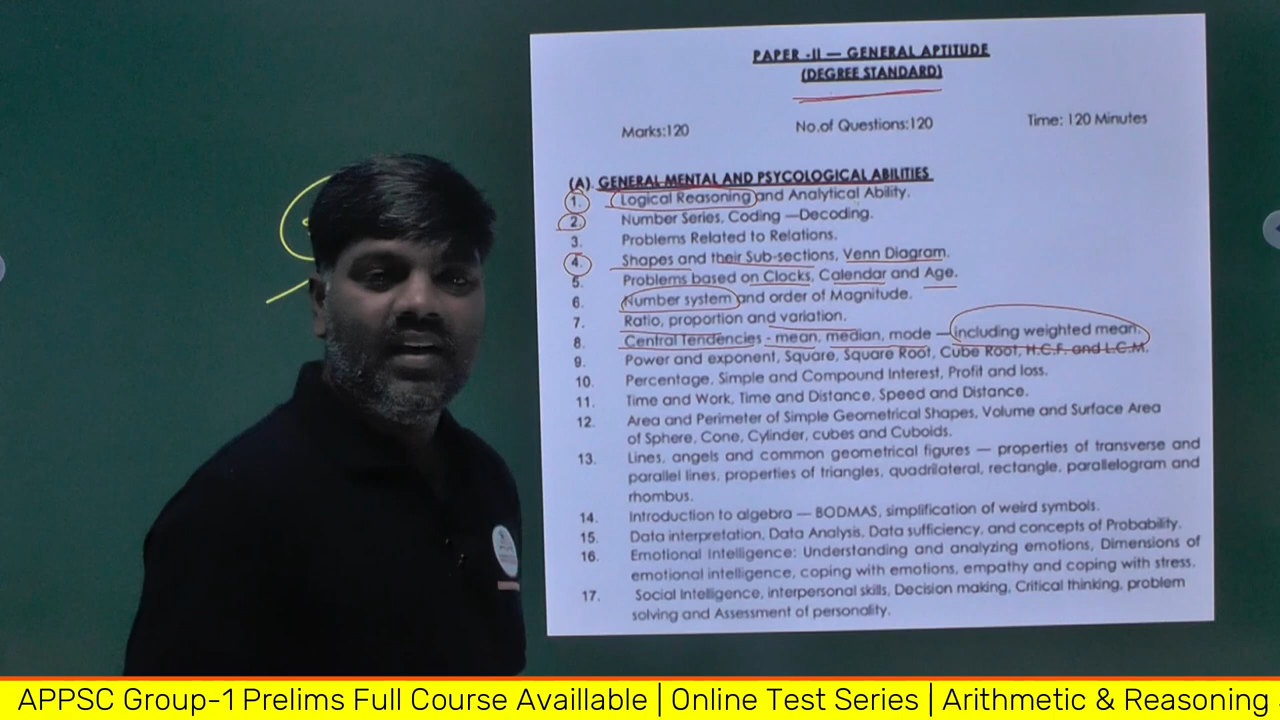 PAPER -II — GENERAL APTITUDE
(DEGREE STANDARD)
Marks:120 No.of Questions:120 Time: 120 Minutes
(A). GENERAL MENTAL AND PSYCOLOGICAL ABILITIES
1. Logical Reasoning and Analytical Ability.
2. Number Series, Coding —Decoding.
3. Problems Related to Relations.
4. Shapes and their Sub-sections, Venn Diagram.
5. Problems based on Clocks, Calendar and Age.
6. Number system and order of Magnitude.
7. Ratio, proportion and variation.
8. Central Tendencies - mean, median, mode — including weighted mean.
9. Power and exponent, Square, Square Root, Cube Root, H.C.F. and L.C.M.
10. Percentage, Simple and Compound Interest, Profit and loss.
11. Time and Work, Time and Distance, Speed and Distance.
12. Area and Perimeter of Simple Geometrical Shapes, Volume and Surface Area
of Sphere, Cone, Cylinder, cubes and Cuboids.
13. Lines, angels and common geometrical figures — properties of transverse and
parallel lines, properties of triangles, quadrilateral, rectangle, parallelogram and
rhombus.
14. Introduction to algebra — BODMAS, simplification of weird symbols.
15. Data interpretation, Data Analysis, Data sufficiency, and concepts of Probability.
16. Emotional Intelligence: Understanding and analyzing emotions, Dimensions of
emotional intelligence, coping with emotions, empathy and coping with stress.
17. Social Intelligence, interpersonal skills, Decision making, Critical thinking, problem
solving and Assessment of personality.
APPSC Group-1 Prelims Full Course Availlable | Online Test Series | Arithmetic & Reasoning